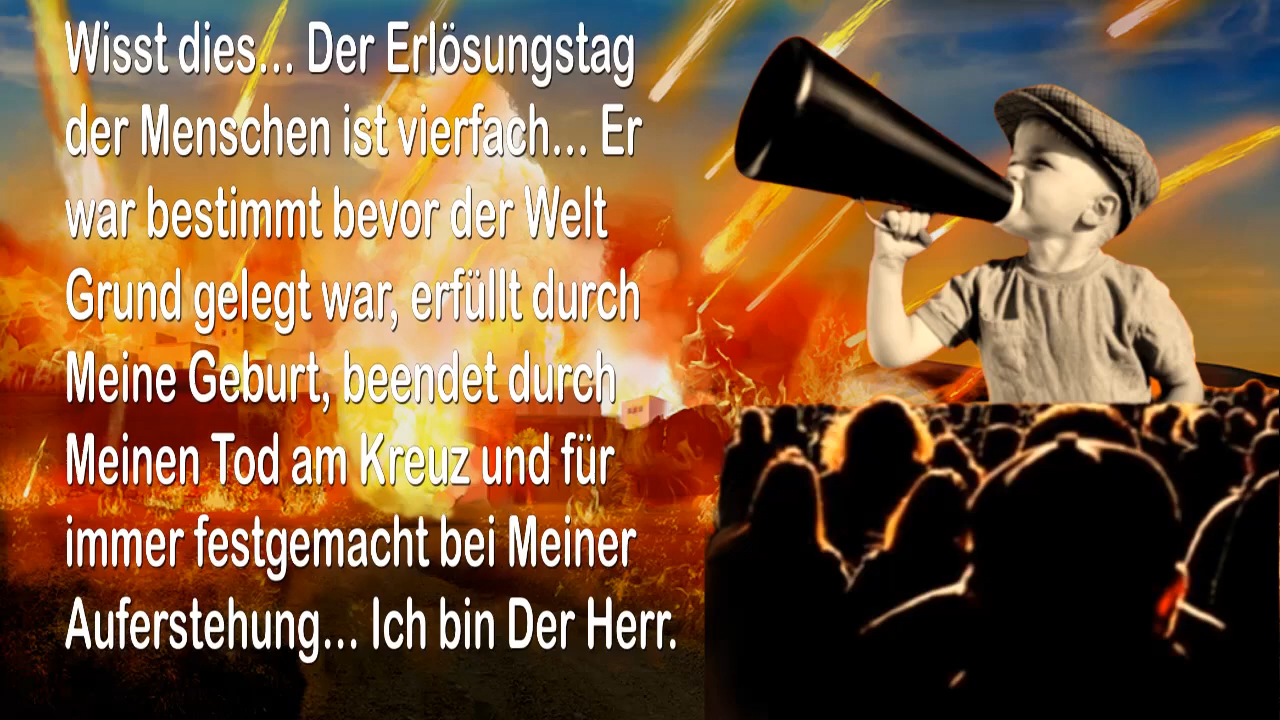 Wisst dies... Der Erlösungstag
der Menschen ist vierfach... Er
war bestimmt bevor der Welt
Grund gelegt war, erfüllt durch
Meine Geburt, beendet durch
Meinen Tod am Kreuz und für
immer festgemacht bei Meiner
Auferstehung... Ich bin Der Herr.